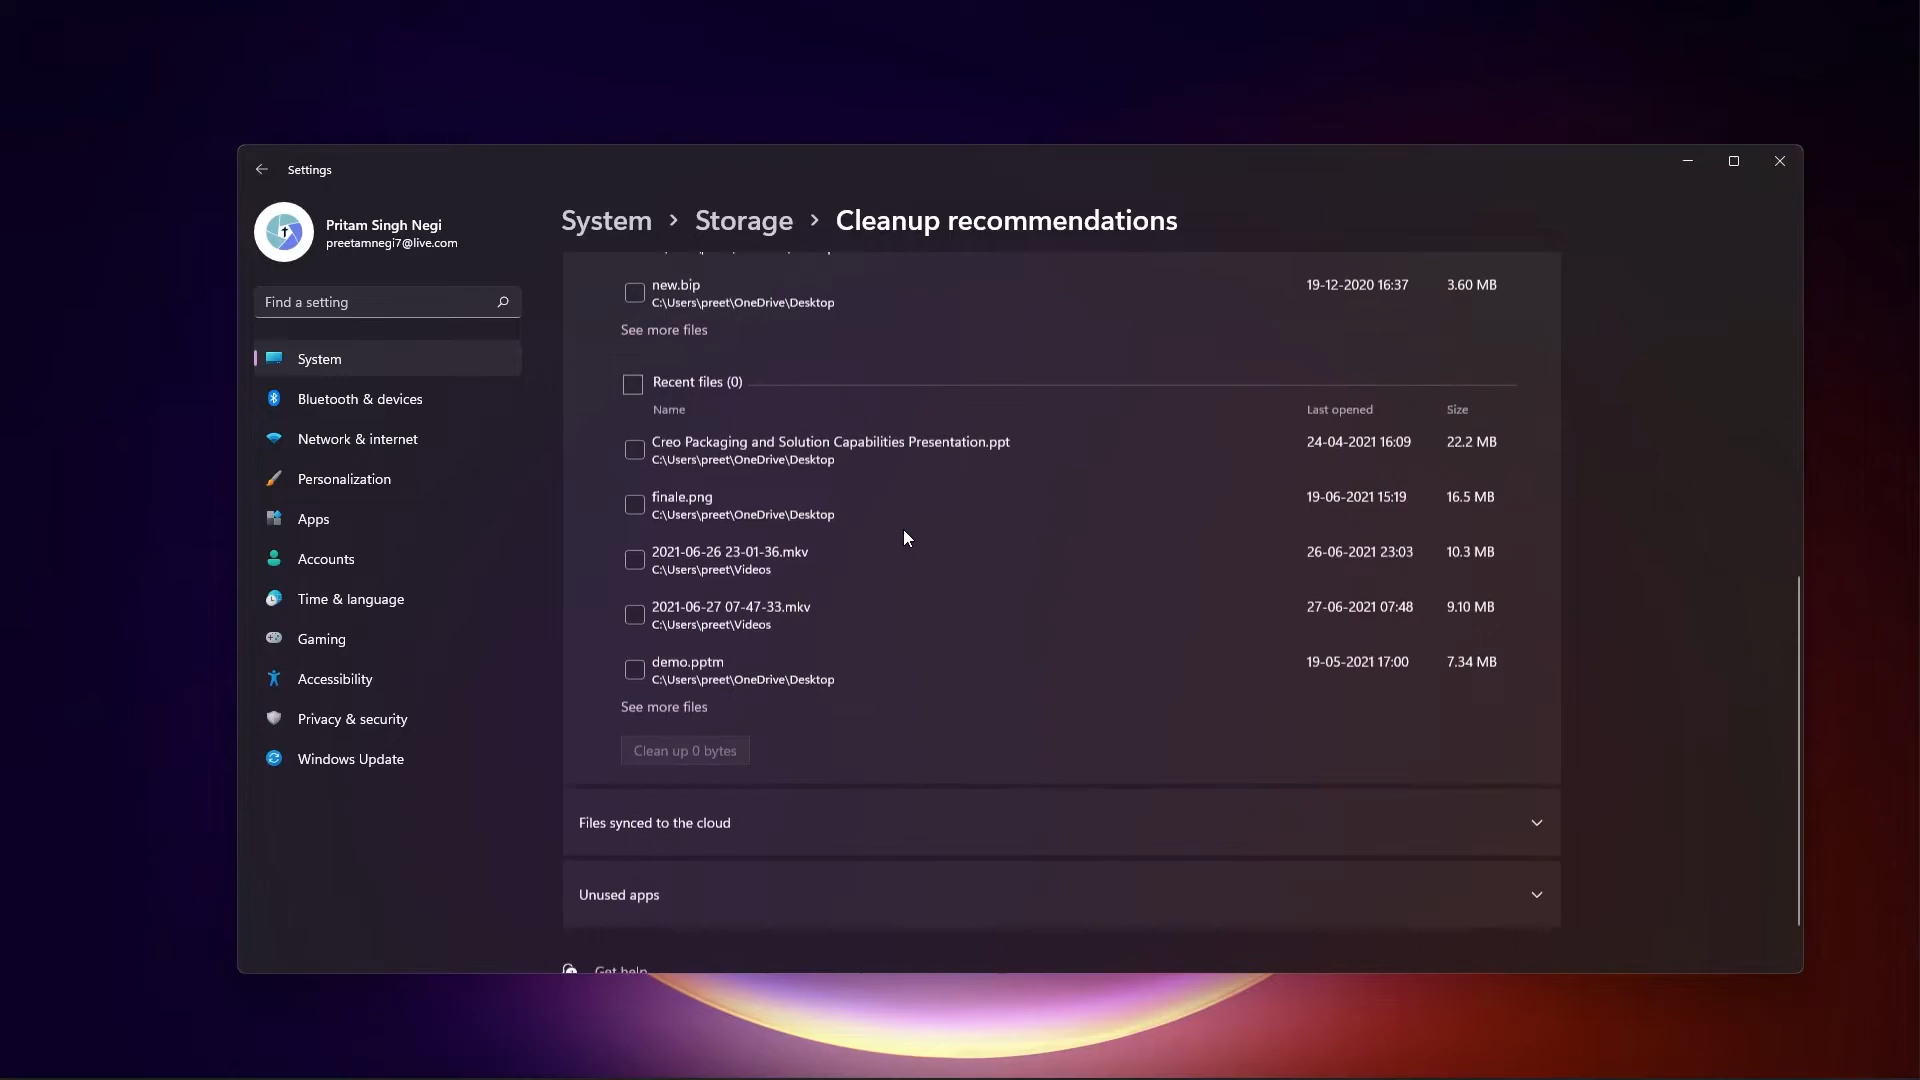 Settings
Pritam Singh Negi
preetamnegi7@live.com
Find a setting
System
Bluetooth & devices
Network & internet
Personalization
Apps
Accounts
Time & language
Gaming
Accessibility
Privacy & security
Windows Update
System > Storage > Cleanup recommendations
new.bip 19-12-2020 16:37 3.60 MB
C:\Users\preet\OneDrive\Desktop
See more files
Recent files (0)
Name Last opened Size
Creo Packaging and Solution Capabilities Presentation.ppt 24-04-2021 16:09 22.2 MB
C:\Users\preet\OneDrive\Desktop
finale.png 19-06-2021 15:19 16.5 MB
C:\Users\preet\OneDrive\Desktop
2021-06-26 23-01-36.mkv 26-06-2021 23:03 10.3 MB
C:\Users\preet\Videos
2021-06-27 07-47-33.mkv 27-06-2021 07:48 9.10 MB
C:\Users\preet\Videos
demo.pptm 19-05-2021 17:00 7.34 MB
C:\Users\preet\OneDrive\Desktop
See more files
Clean up 0 bytes
Files synced to the cloud
Unused apps
Get help